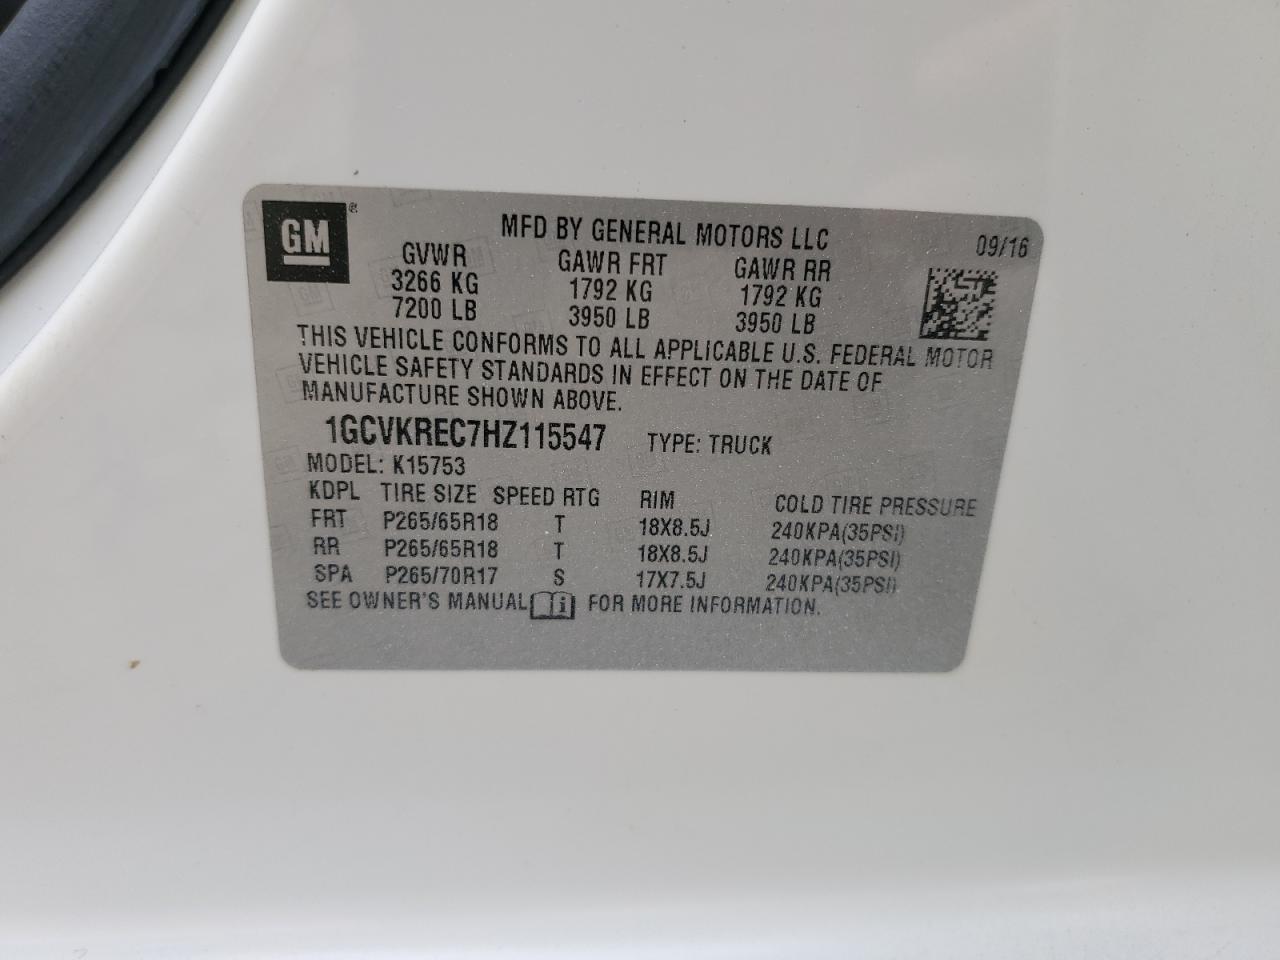 GM ®
MFD BY GENERAL MOTORS LLC 09/16
GVWR GAWR FRT GAWR RR
3266 KG 1792 KG 1792 KG
7200 LB 3950 LB 3950 LB
THIS VEHICLE CONFORMS TO ALL APPLICABLE U.S. FEDERAL MOTOR
VEHICLE SAFETY STANDARDS IN EFFECT ON THE DATE OF
MANUFACTURE SHOWN ABOVE.
1GCVKREC7HZ115547 TYPE: TRUCK
MODEL: K15753
KDPL TIRE SIZE SPEED RTG RIM COLD TIRE PRESSURE
FRT P265/65R18 T 18X8.5J 240KPA(35PSI)
RR P265/65R18 T 18X8.5J 240KPA(35PSI)
SPA P265/70R17 S 17X7.5J 240KPA(35PSI)
SEE OWNER'S MANUAL i FOR MORE INFORMATION.